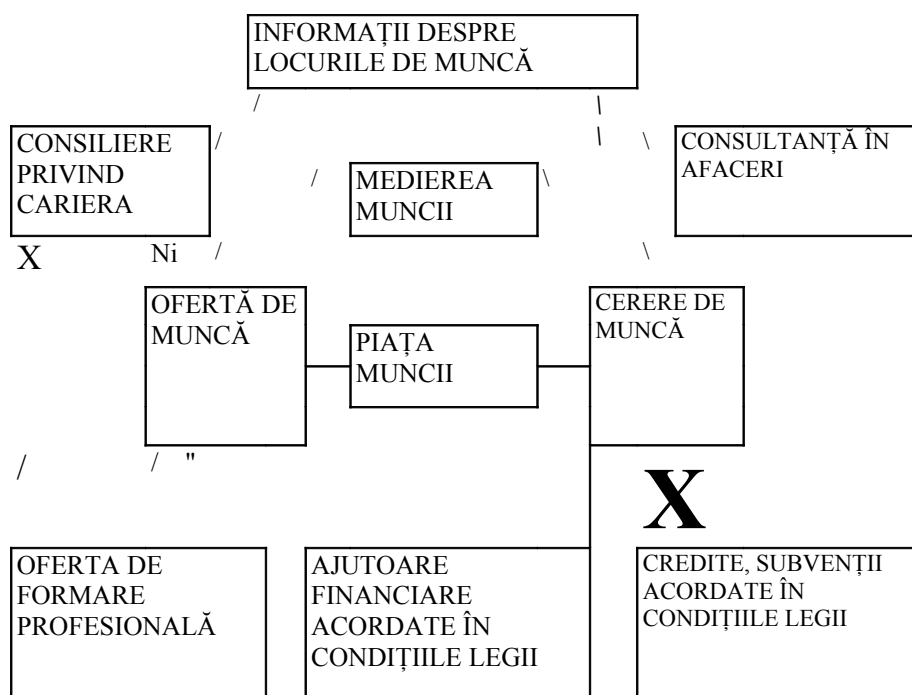 INFORMAȚII DESPRE
LOCURILE DE MUNCĂ
/ |
CONSILIERE
PRIVIND
CARIERA
/ | \
CONSULTANȚĂ ÎN
AFACERI
/ MEDIEREA \
MUNCII
X Ni / \
OFERTĂ DE
MUNCĂ
PIAȚA
MUNCII
CERERE DE
MUNCĂ
/ / "
X
OFERTA DE
FORMARE
PROFESIONALĂ
AJUTOARE
FINANCIARE
ACORDATE ÎN
CONDIȚIILE LEGII
CREDITE, SUBVENȚII
ACORDATE ÎN
CONDIȚIILE LEGII